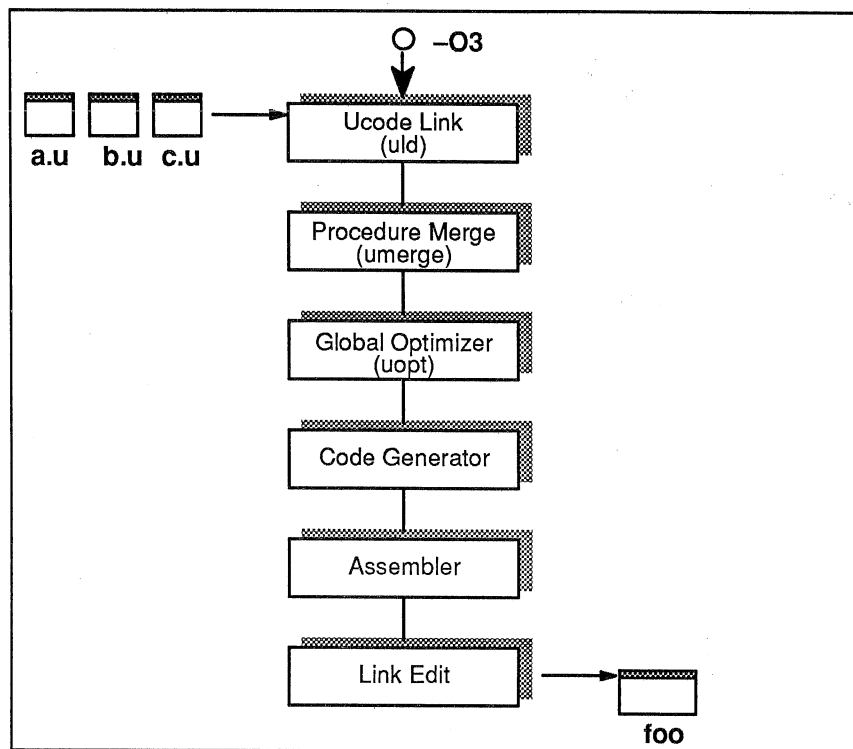 –O3
a.u b.u c.u
Ucode Link
(uld)
Procedure Merge
(umerge)
Global Optimizer
(uopt)
Code Generator
Assembler
Link Edit
foo